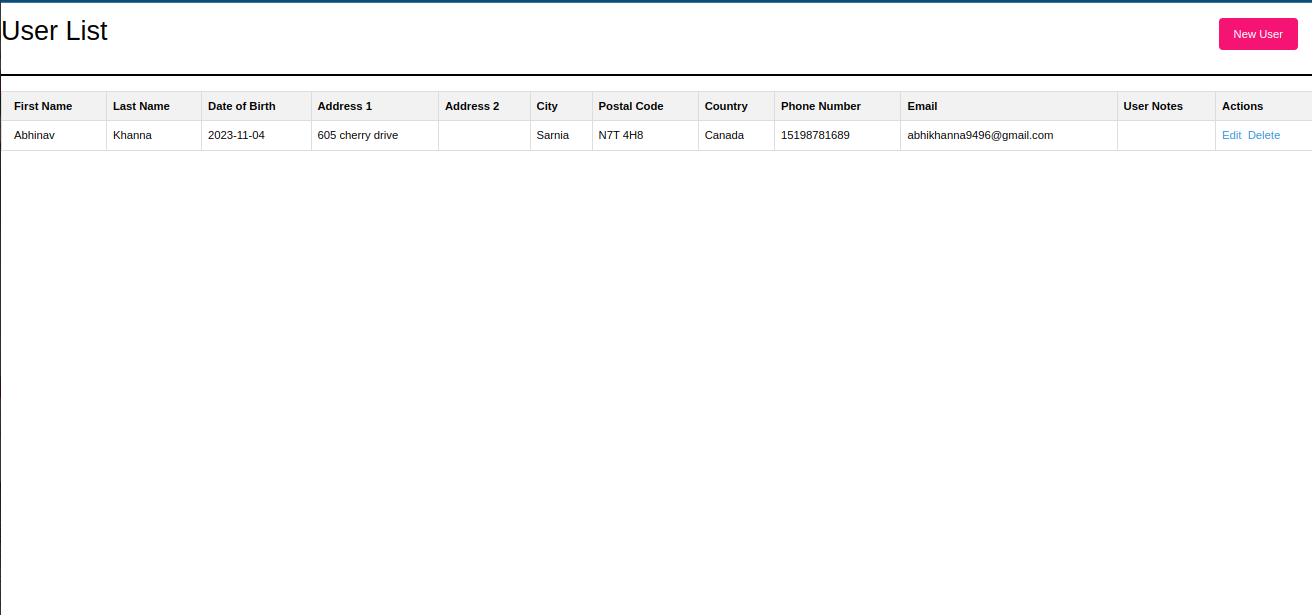 User List
New User
First Name Last Name Date of Birth Address 1 Address 2 City Postal Code Country Phone Number Email User Notes Actions
Abhinav Khanna 2023-11-04 605 cherry drive Sarnia N7T 4H8 Canada 15198781689 abhikhanna9496@gmail.com Edit Delete